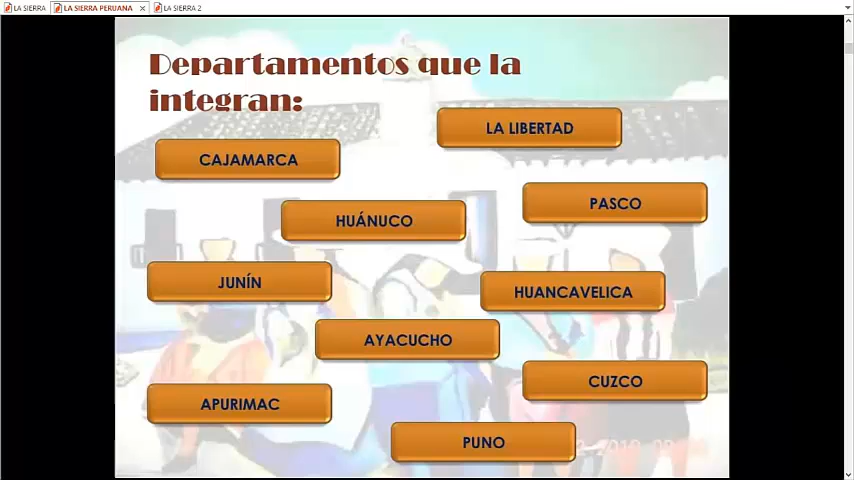 LA SIERRA
LA SIERRA PERUANA
LA SIERRA 2
Departamentos que la
integran:
LA LIBERTAD
CAJAMARCA
PASCO
HUÁNUCO
JUNÍN
HUANCAVELICA
AYACUCHO
CUZCO
APURIMAC
PUNO